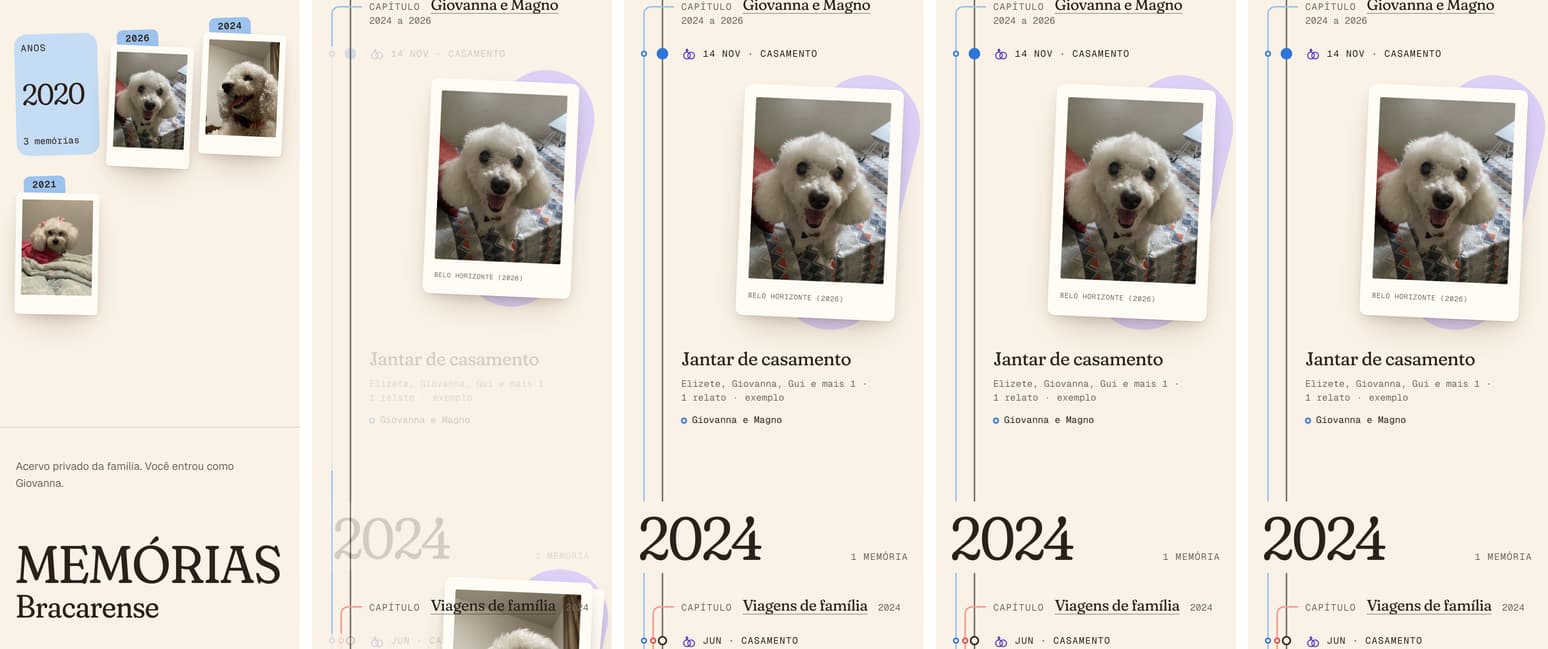 ANOS
2020
3 memórias
2026
2024
2021
Acervo privado da família. Você entrou como
Giovanna.
MEMÓRIAS
Bracarense
CAPÍTULO Giovanna e Magno
2024 a 2026
14 NOV · CASAMENTO
BELO HORIZONTE (2026)
Jantar de casamento
Elizete, Giovanna, Gui e mais 1
1 relato · exemplo
Giovanna e Magno
2024
1 MEMÓRIA
CAPÍTULO Viagens de família 2024
JUN · CA
CAPÍTULO Giovanna e Magno
2024 a 2026
14 NOV · CASAMENTO
BELO HORIZONTE (2026)
Jantar de casamento
Elizete, Giovanna, Gui e mais 1 ·
1 relato · exemplo
Giovanna e Magno
2024
1 MEMÓRIA
CAPÍTULO Viagens de família 2024
JUN · CASAMENTO
CAPÍTULO Giovanna e Magno
2024 a 2026
14 NOV · CASAMENTO
BELO HORIZONTE (2026)
Jantar de casamento
Elizete, Giovanna, Gui e mais 1 ·
1 relato · exemplo
Giovanna e Magno
2024
1 MEMÓRIA
CAPÍTULO Viagens de família 2024
JUN · CASAMENTO
CAPÍTULO Giovanna e Magno
2024 a 2026
14 NOV · CASAMENTO
BELO HORIZONTE (2026)
Jantar de casamento
Elizete, Giovanna, Gui e mais 1 ·
1 relato · exemplo
Giovanna e Magno
2024
1 MEMÓRIA
CAPÍTULO Viagens de família 2024
JUN · CASAMENTO